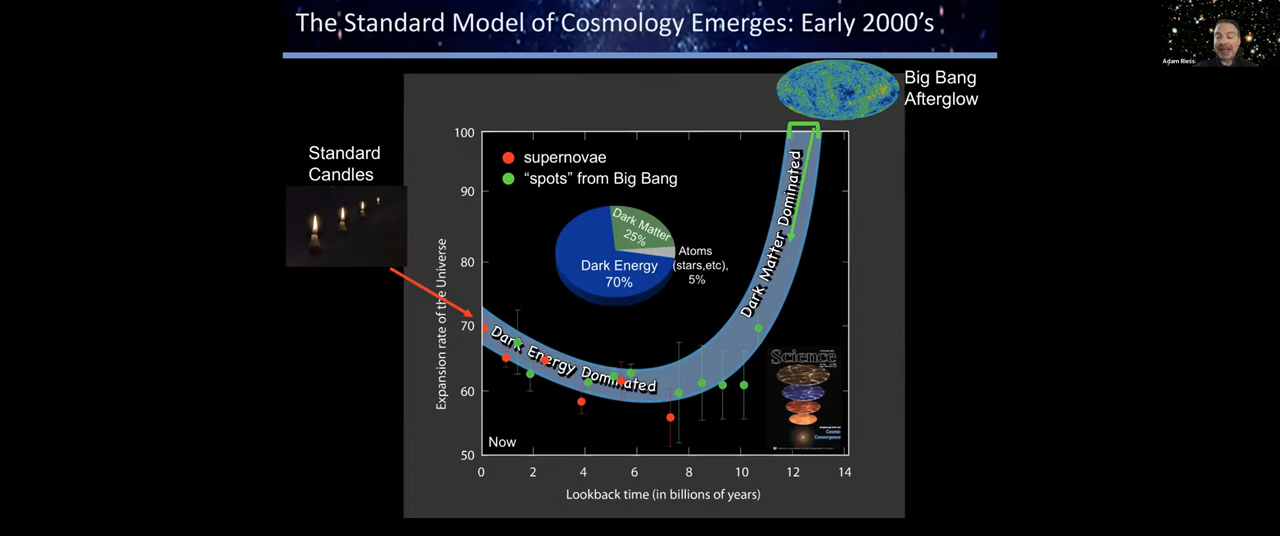 The Standard Model of Cosmology Emerges: Early 2000's
Adam Riess
Big Bang
Afterglow
Standard
Candles
supernovae
"spots" from Big Bang
Dark Matter
25%
Atoms
(stars,etc),
5%
Dark Energy
70%
Dark Matter Dominated
Dark Energy Dominated
Expansion rate of the Universe
100
90
80
70
60
50
Now
Science
Cosmic
Convergence
0 2 4 6 8 10 12 14
Lookback time (in billions of years)